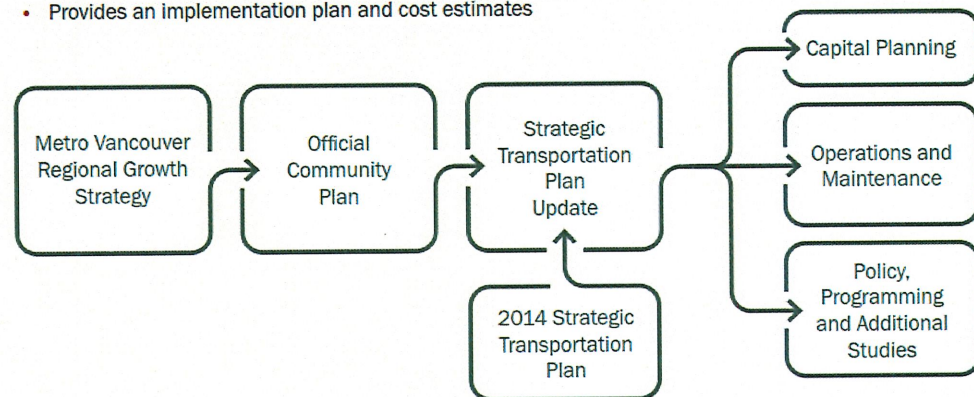 • Provides an implementation plan and cost estimates
Metro Vancouver
Regional Growth
Strategy
Official
Community
Plan
Strategic
Transportation
Plan
Update
2014 Strategic
Transportation
Plan
Capital Planning
Operations and
Maintenance
Policy,
Programming
and Additional
Studies